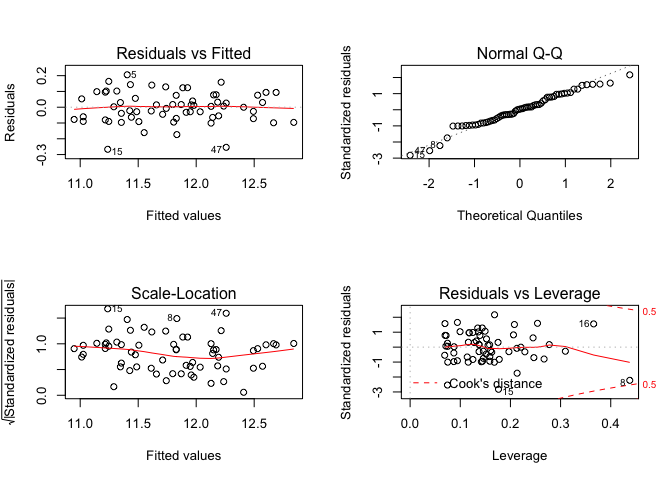 Residuals vs Fitted
Residuals
0.2
0.0
-0.3
5
15
47
11.0 11.5 12.0 12.5
Fitted values
Normal Q-Q
Standardized residuals
1
-1
-3
47
15
8
-2 -1 0 1 2
Theoretical Quantiles
Scale-Location
√|Standardized residuals|
1.0
0.0
15
8
47
11.0 11.5 12.0 12.5
Fitted values
Residuals vs Leverage
Standardized residuals
1
-1
-3
16
8
15
0.5
0.5
Cook's distance
0.0 0.1 0.2 0.3 0.4
Leverage